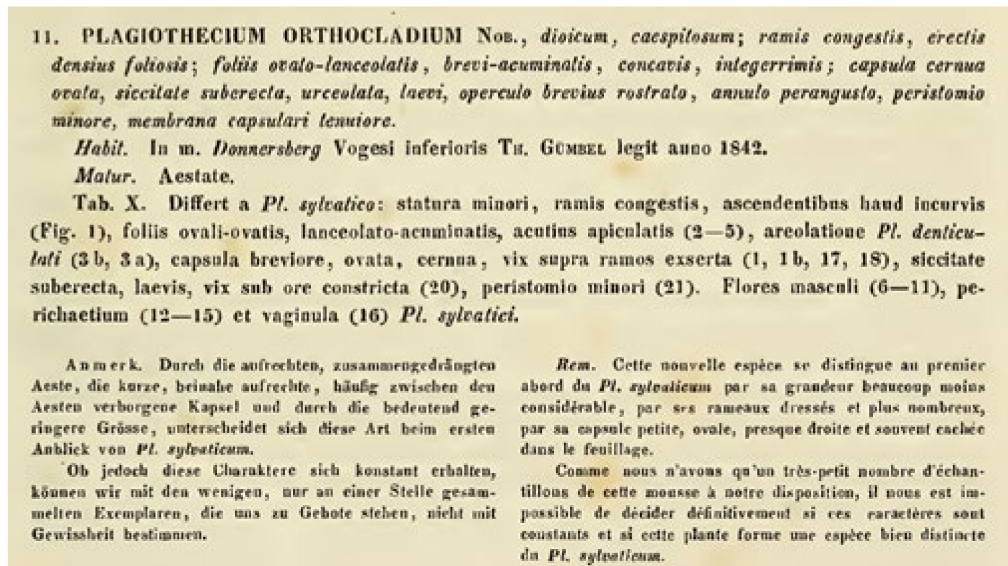 11. PLAGIOTHECIUM ORTHOCLADIUM Nob., dioicum, caespitosum; ramis congestis, erectis
densius foliosis; foliis ovato-lanceolatis, brevi-acuminatis, concavis, integerrimis; capsula cernua
ovata, siccitate suberecta, urceolata, laevi, operculo brevius rostrato, annulo perangusto, peristomio
minore, membrana capsulari tenuiore.
Habit. In m. Donnersberg Vogesi inferioris Th. Gümbel legit anno 1842.
Matur. Aestate.
Tab. X. Differt a Pl. sylvatico: statura minori, ramis congestis, ascendentibus haud incurvis
(Fig. 1), foliis ovali-ovatis, lanceolato-acuminatis, acutius apiculatis (2—5), areolatione Pl. denticu-
lati (3b, 3a), capsula breviore, ovata, cernua, vix supra ramos exserta (1, 1b, 17, 18), siccitate
suberecta, laevis, vix sub ore constricta (20), peristomio minori (21). Flores masculi (6—11), pe-
richaetium (12—15) et vaginula (16) Pl. sylvatici.
Anmerk. Durch die aufrechten, zusammengedrängten
Aeste, die kurze, beinahe aufrechte, häufig zwischen den
Aesten verborgene Kapsel und durch die bedeutend ge-
ringere Grösse, unterscheidet sich diese Art beim ersten
Anblick von Pl. sylvaticum.
Ob jedoch diese Charaktere sich konstant erhalten,
können wir mit den wenigen, nur an einer Stelle gesam-
melten Exemplaren, die uns zu Gebote stehen, nicht mit
Gewissheit bestimmen.
Rem. Cette nouvelle espèce se distingue au premier
abord du Pl. sylvaticum par sa grandeur beaucoup moins
considérable, par ses rameaux dressés et plus nombreux,
par sa capsule petite, ovale, presque droite et souvent cachée
dans le feuillage.
Comme nous n'avons qu'un très-petit nombre d'échan-
tillons de cette mousse à notre disposition, il nous est im-
possible de décider définitivement si ces caractères sont
constants et si cette plante forme une espèce bien distincte
du Pl. sylvaticum.